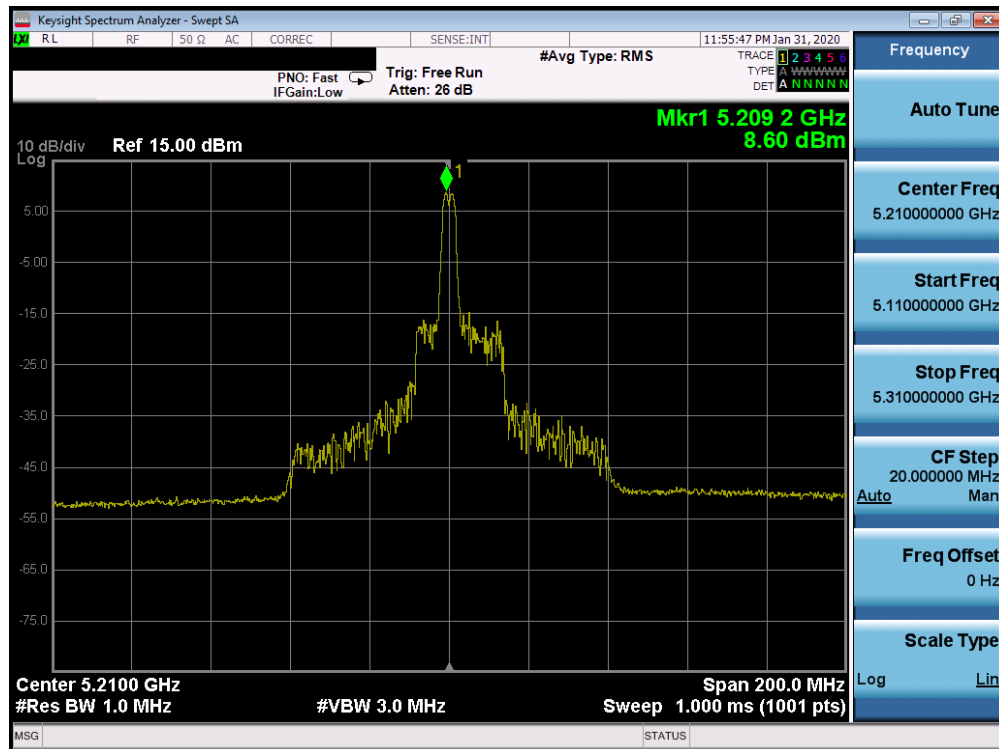 Keysight Spectrum Analyzer - Swept SA
LXI RL RF 50 Ω AC CORREC SENSE:INT 11:55:47 PM Jan 31, 2020
PNO: Fast
IFGain:Low
Trig: Free Run
Atten: 26 dB
#Avg Type: RMS
TRACE 1 2 3 4 5 6
TYPE A WWWWW
DET A N N N N N
Mkr1 5.209 2 GHz
8.60 dBm
10 dB/div Ref 15.00 dBm
Log
1
5.00
-5.00
-15.0
-25.0
-35.0
-45.0
-55.0
-65.0
-75.0
Center 5.2100 GHz
#Res BW 1.0 MHz
#VBW 3.0 MHz
Span 200.0 MHz
Sweep 1.000 ms (1001 pts)
MSG STATUS
Frequency
Auto Tune
Center Freq
5.210000000 GHz
Start Freq
5.110000000 GHz
Stop Freq
5.310000000 GHz
CF Step
20.000000 MHz
Auto Man
Freq Offset
0 Hz
Scale Type
Log Lin